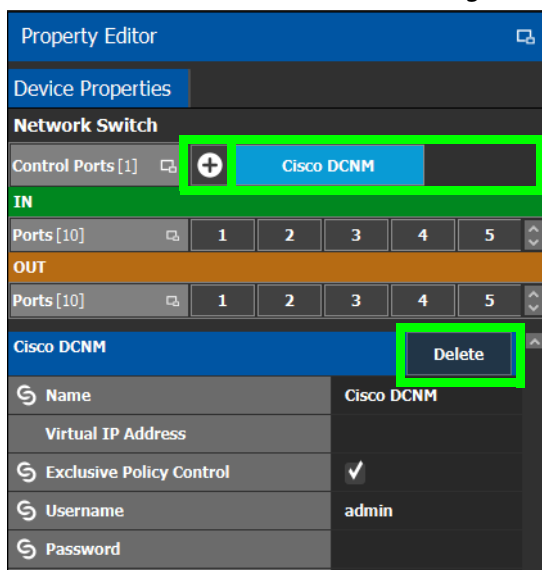 Property Editor
Device Properties
Network Switch
Control Ports [1] Cisco DCNM
IN
Ports [10] 1 2 3 4 5
OUT
Ports [10] 1 2 3 4 5
Cisco DCNM Delete
Name Cisco DCNM
Virtual IP Address
Exclusive Policy Control
Username admin
Password